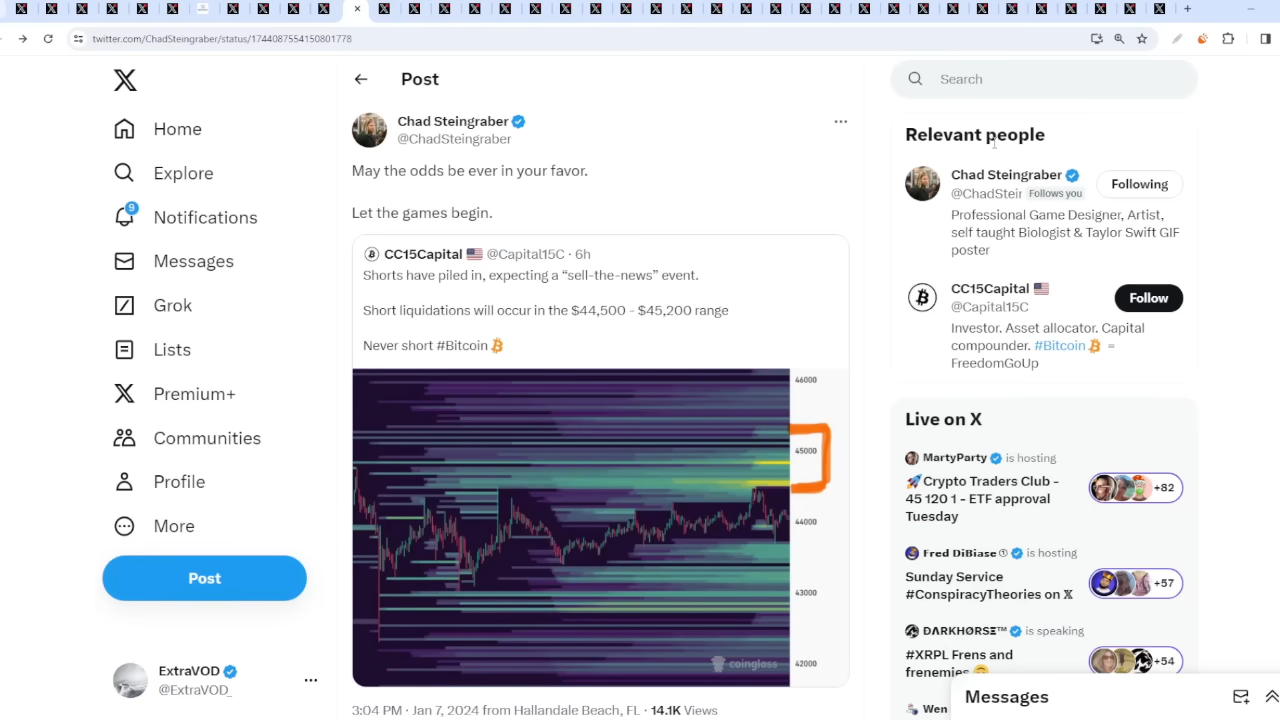 twitter.com/ChadSteingraber/status/1744087554150801778
Home
Explore
9
Notifications
Messages
Grok
Lists
Premium+
Communities
Profile
More
Post
ExtraVOD
@ExtraVOD_
Post
Chad Steingraber
@ChadSteingraber
May the odds be ever in your favor.
Let the games begin.
CC15Capital 🇺🇸 @Capital15C · 6h
Shorts have piled in, expecting a “sell-the-news” event.
Short liquidations will occur in the $44,500 - $45,200 range
Never short #Bitcoin
46000
45000
44000
43000
42000
coinglass
3:04 PM · Jan 7, 2024 from Hallandale Beach, FL · 14.1K Views
Search
Relevant people
Chad Steingraber
@ChadSteir Follows you
Following
Professional Game Designer, Artist,
self taught Biologist & Taylor Swift GIF
poster
CC15Capital 🇺🇸
@Capital15C
Follow
Investor. Asset allocator. Capital
compounder. #Bitcoin =
FreedomGoUp
Live on X
MartyParty is hosting
🚀Crypto Traders Club -
45 120 1 - ETF approval
Tuesday
+82
Fred DiBiase is hosting
Sunday Service
#ConspiracyTheories on 𝕏
+57
DΛRKHØRSΞ™ is speaking
#XRPL Frens and
frenemies
+54
Wen
Messages